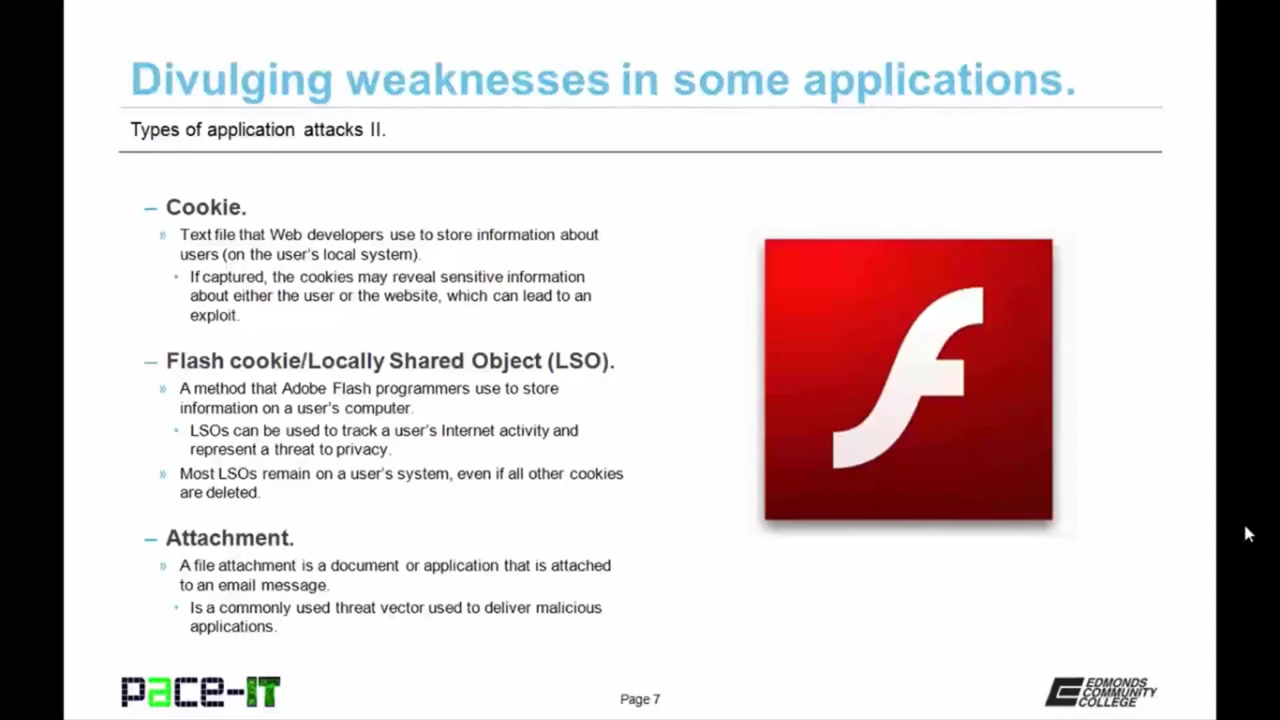 Divulging weaknesses in some applications.
Types of application attacks II.
– Cookie.
» Text file that Web developers use to store information about
users (on the user's local system).
• If captured, the cookies may reveal sensitive information
about either the user or the website, which can lead to an
exploit.
– Flash cookie/Locally Shared Object (LSO).
» A method that Adobe Flash programmers use to store
information on a user's computer.
• LSOs can be used to track a user's Internet activity and
represent a threat to privacy.
» Most LSOs remain on a user's system, even if all other cookies
are deleted.
– Attachment.
» A file attachment is a document or application that is attached
to an email message.
• Is a commonly used threat vector used to deliver malicious
applications.
pace-IT
Page 7
EDMONDS
COMMUNITY
COLLEGE